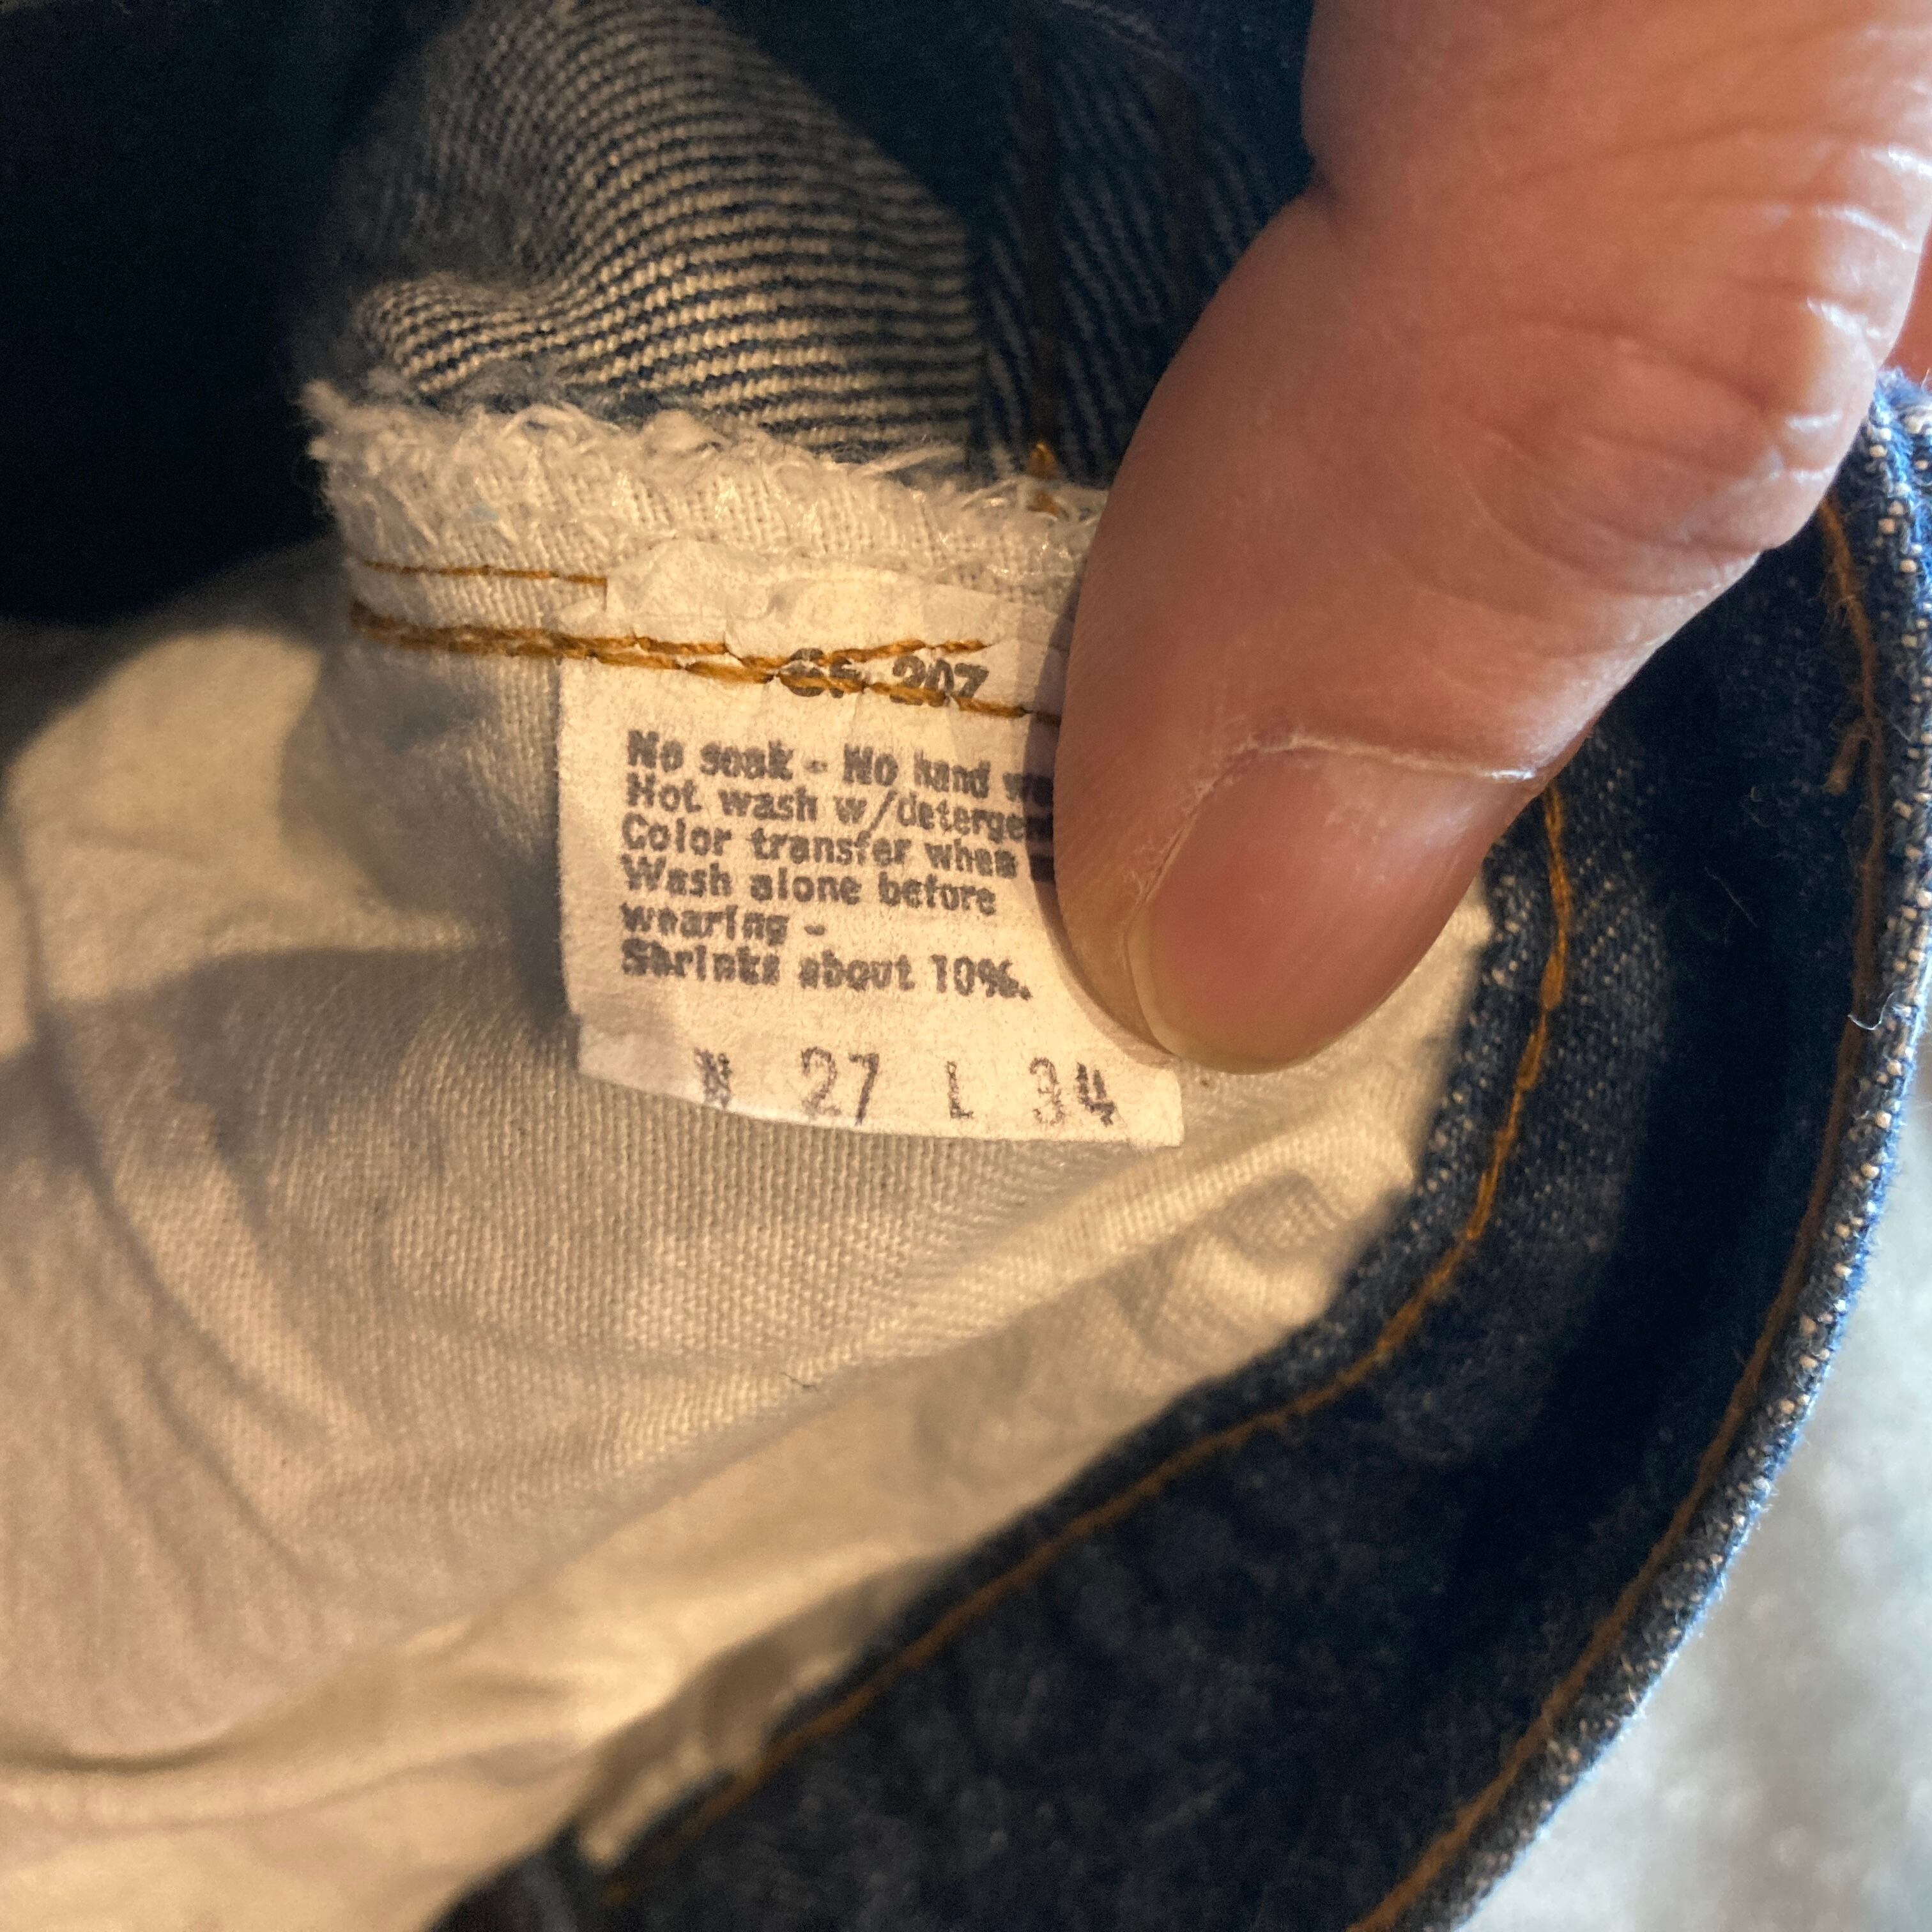 207
No soak - No hand
Hot wash w/deterge
Color transfer when
Wash alone before
wearing -
Shrinks about 10%.
W 27 L 34